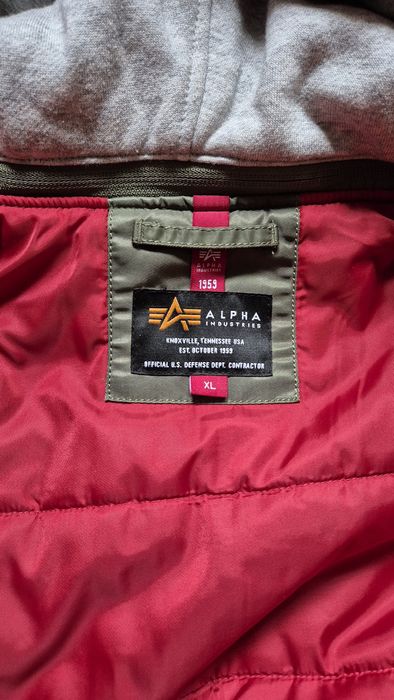 ALPHA
INDUSTRIES
1959
ALPHA
INDUSTRIES
KNOXVILLE, TENNESSEE USA
EST. OCTOBER 1959
OFFICIAL U.S. DEFENSE DEPT. CONTRACTOR
XL